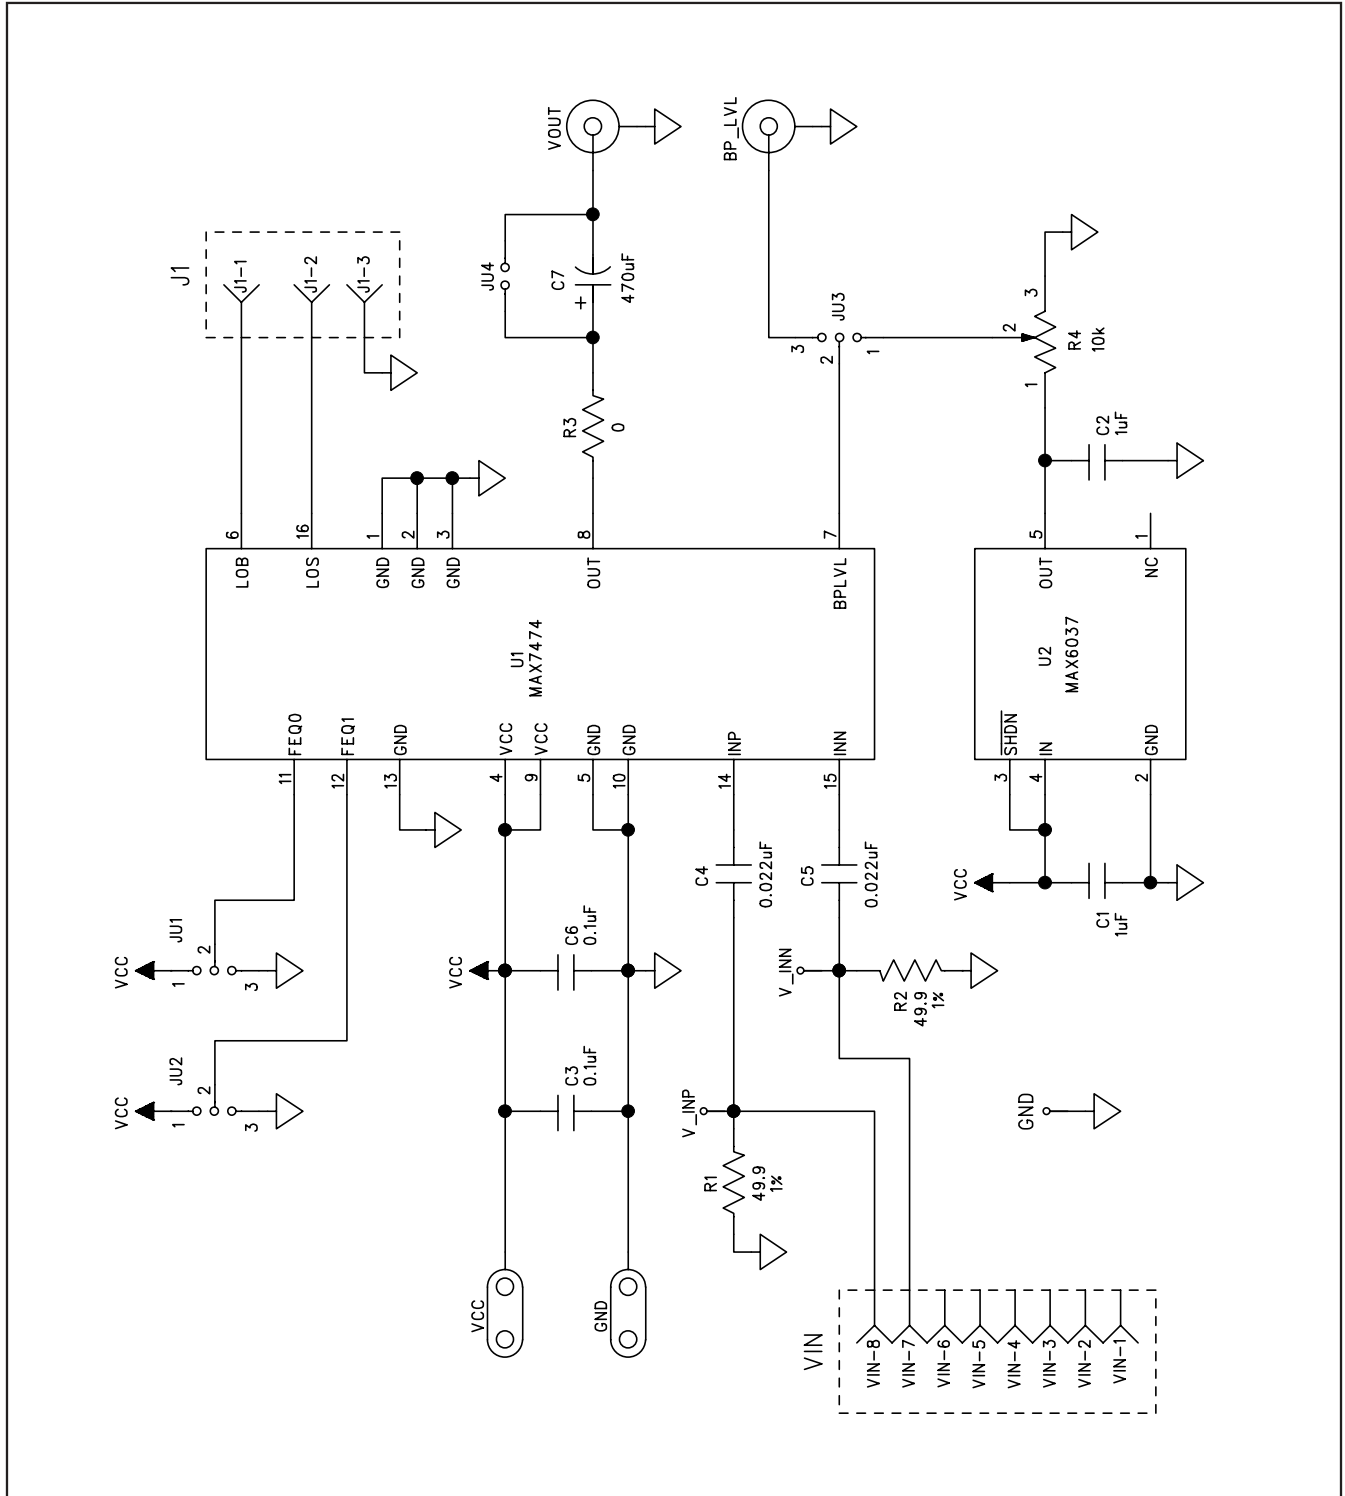 J1
J1-1
J1-2
J1-3
6
LOB
16
LOS
1
GND
2
GND
3
GND
VOUT
JU4
C7
+
470uF
R3
0
8
OUT
BP_LVL
3
2
1
JU3
7
BPLVL
3
2
1
R4
10k
C2
1uF
5
OUT
1
NC
U1
MAX7474
U2
MAX6037
FEQ0
11
FEQ1
12
GND
13
VCC
4
VCC
9
GND
5
GND
10
INP
14
INN
15
SHDN
3
IN
4
GND
2
VCC
JU1
1
2
3
VCC
JU2
1
2
3
VCC
C6
0.1uF
C3
0.1uF
VCC
GND
C4
0.022uF
C5
0.022uF
V_INN
R2
49.9
1%
V_INP
R1
49.9
1%
VCC
C1
1uF
GND
VIN
VIN-8
VIN-7
VIN-6
VIN-5
VIN-4
VIN-3
VIN-2
VIN-1